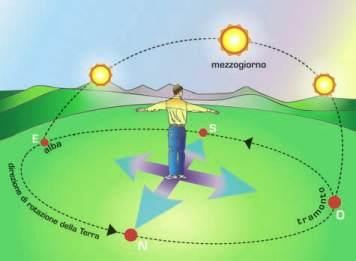 mezzogiorno
E
alba
S
direzione di rotazione della Terra
N
tramonto
O